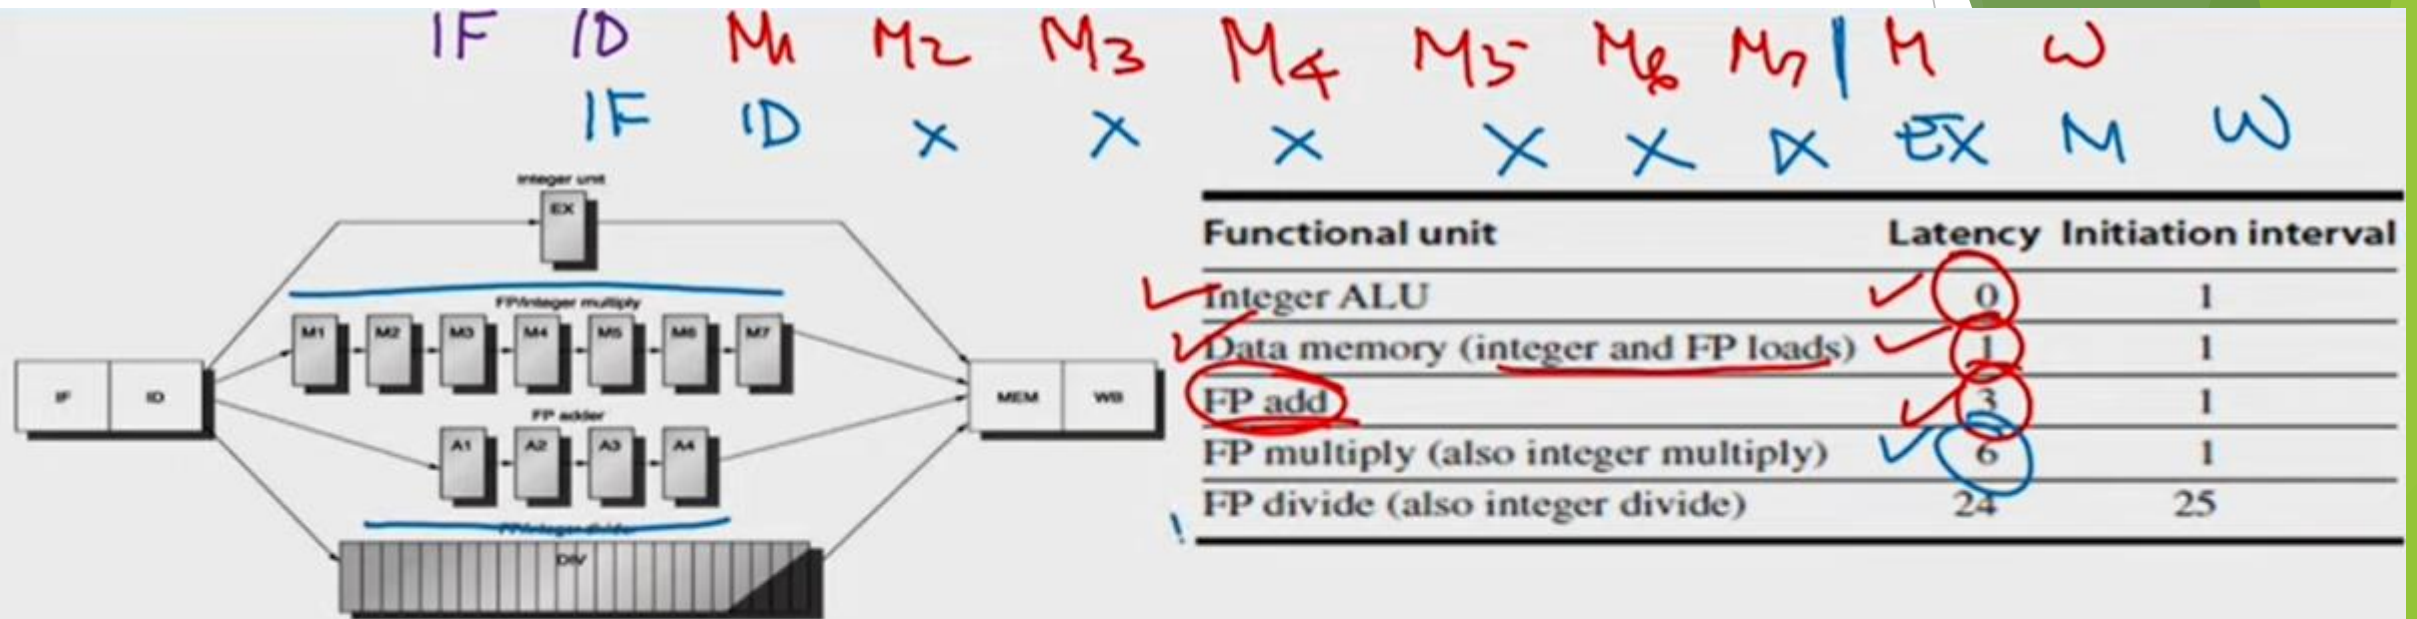 IF ID M1 M2 M3 M4 M5 M6 M7 | M W
IF ID X X X X X X EX M W
Integer unit
EX
FP/integer multiply
M1 M2 M3 M4 M5 M6 M7
IF ID
MEM WB
FP adder
A1 A2 A3 A4
FP/integer divider
DIV
Functional unit Latency Initiation interval
Integer ALU 0 1
Data memory (integer and FP loads) 1 1
FP add 3 1
FP multiply (also integer multiply) 6 1
FP divide (also integer divide) 24 25